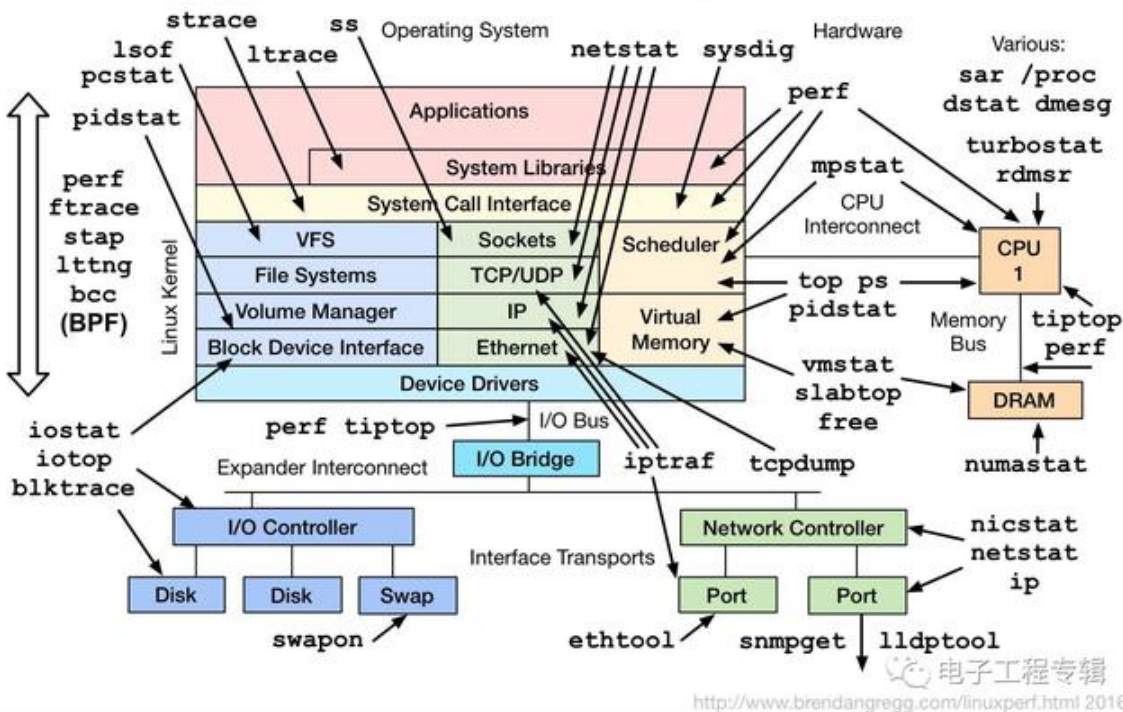 strace
ss
Operating System
Hardware
Various:
lsof
pcstat
ltrace
netstat
sysdig
sar /proc
dstat dmesg
pidstat
Applications
perf
turbostat
rdmsr
System Libraries
mpstat
perf
ftrace
stap
lttng
bcc
(BPF)
Linux Kernel
System Call Interface
CPU
Interconnect
VFS
Sockets
Scheduler
CPU
1
File Systems
TCP/UDP
top ps
pidstat
Volume Manager
IP
Virtual
Memory
Memory
Bus
tiptop
perf
Block Device Interface
Ethernet
vmstat
slabtop
free
Device Drivers
DRAM
iostat
iotop
blktrace
perf tiptop
I/O Bus
Expander Interconnect
I/O Bridge
iptraf
tcpdump
numastat
I/O Controller
Network Controller
nicstat
netstat
ip
Interface Transports
Disk
Disk
Swap
Port
Port
swapon
ethtool
snmpget
lldptool
电子工程专辑
http://www.brendangregg.com/linuxperf.html 2016